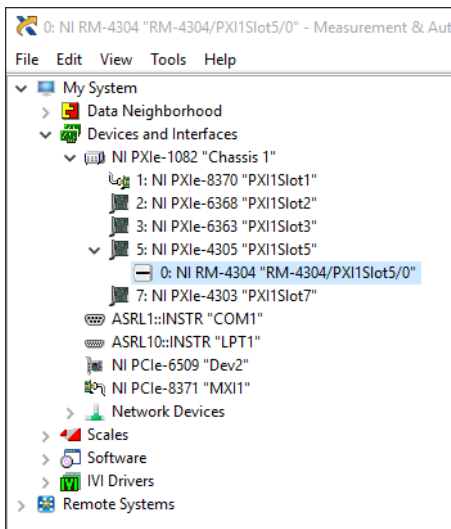 0: NI RM-4304 "RM-4304/PXI1Slot5/0" - Measurement & Aut
File Edit View Tools Help
My System
Data Neighborhood
Devices and Interfaces
NI PXIe-1082 "Chassis 1"
1: NI PXIe-8370 "PXI1Slot1"
2: NI PXIe-6368 "PXI1Slot2"
3: NI PXIe-6363 "PXI1Slot3"
5: NI PXIe-4305 "PXI1Slot5"
0: NI RM-4304 "RM-4304/PXI1Slot5/0"
7: NI PXIe-4303 "PXI1Slot7"
ASRL1::INSTR "COM1"
ASRL10::INSTR "LPT1"
NI PCIe-6509 "Dev2"
NI PCIe-8371 "MXI1"
Network Devices
Scales
Software
IVI Drivers
Remote Systems